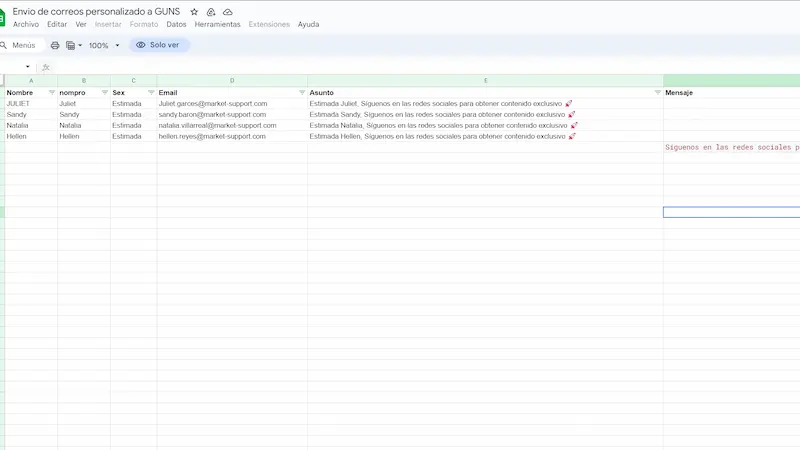 Envio de correos personalizado a GUNS
Archivo Editar Ver Insertar Formato Datos Herramientas Extensiones Ayuda
Menús 100% Solo ver
fx
A B C D E
Nombre nompro Sex Email Asunto Mensaje
JULIET Juliet Estimada Juliet.garces@market-support.com Estimada Juliet, Síguenos en las redes sociales para obtener contenido exclusivo 🚀
Sandy Sandy Estimada sandy.baron@market-support.com Estimada Sandy, Síguenos en las redes sociales para obtener contenido exclusivo 🚀
Natalia Natalia Estimada natalia.villarreal@market-support.com Estimada Natalia, Síguenos en las redes sociales para obtener contenido exclusivo 🚀
Hellen Hellen Estimada hellen.reyes@market-support.com Estimada Hellen, Síguenos en las redes sociales para obtener contenido exclusivo 🚀
Síguenos en las redes sociales p